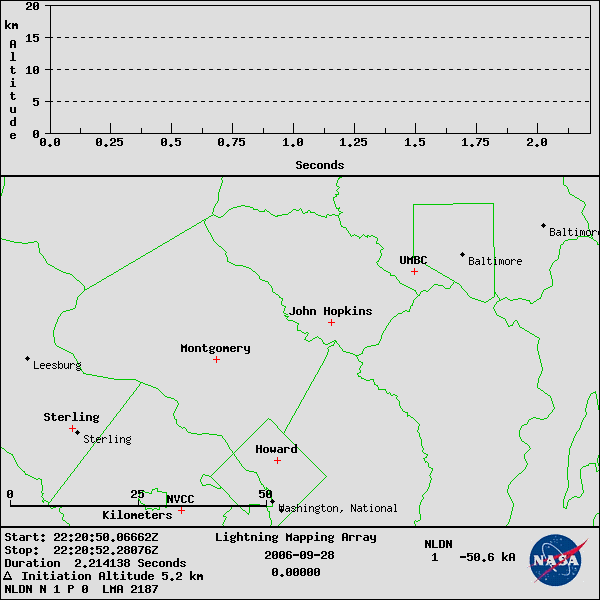 20
km
15
Altitude
10
5
0
0.0 0.25 0.5 0.75 1.0 1.25 1.5 1.75 2.0
Seconds
Baltimore
UMBC
Baltimore
John Hopkins
Montgomery
Leesburg
Sterling
Sterling
Howard
0 25 50
NVCC
Washington, National
Kilometers
Start: 22:20:50.06662Z
Stop: 22:20:52.28076Z
Duration 2.214138 Seconds
Δ Initiation Altitude 5.2 km
NLDN N 1 P 0 LMA 2187
Lightning Mapping Array
2006-09-28
0.00000
NLDN
1 -50.6 kA
NASA